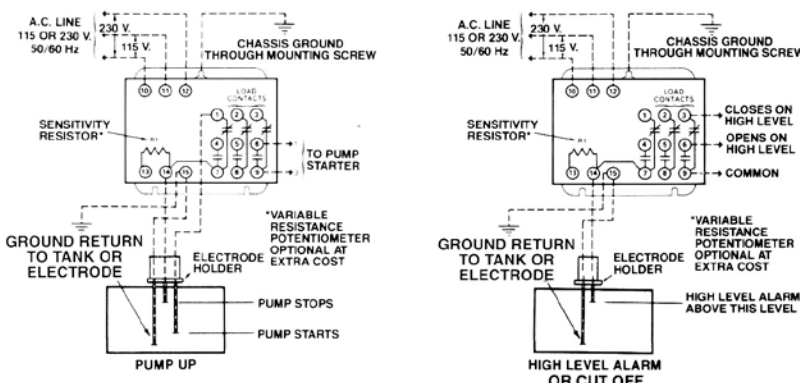 A.C. LINE
115 OR 230 V.
50/60 Hz
230 V.
115 V.
CHASSIS GROUND
THROUGH MOUNTING SCREW
10 11 12
LOAD
CONTACTS
1 2 3
SENSITIVITY
RESISTOR*
R1
4 5 6
TO PUMP
STARTER
13 14 15 7 8 9
*VARIABLE
RESISTANCE
POTENTIOMETER
OPTIONAL AT
EXTRA COST
GROUND RETURN
TO TANK OR
ELECTRODE
ELECTRODE
HOLDER
PUMP STOPS
PUMP STARTS
PUMP UP
A.C. LINE
115 OR 230 V.
50/60 Hz
230 V.
115 V.
CHASSIS GROUND
THROUGH MOUNTING SCREW
10 11 12
LOAD
CONTACTS
1 2 3
CLOSES ON
HIGH LEVEL
SENSITIVITY
RESISTOR*
R1
4 5 6
OPENS ON
HIGH LEVEL
13 14 15 7 8 9
COMMON
*VARIABLE
RESISTANCE
POTENTIOMETER
OPTIONAL AT
EXTRA COST
GROUND RETURN
TO TANK OR
ELECTRODE
ELECTRODE
HOLDER
HIGH LEVEL ALARM
ABOVE THIS LEVEL
HIGH LEVEL ALARM
OR CUT OFF